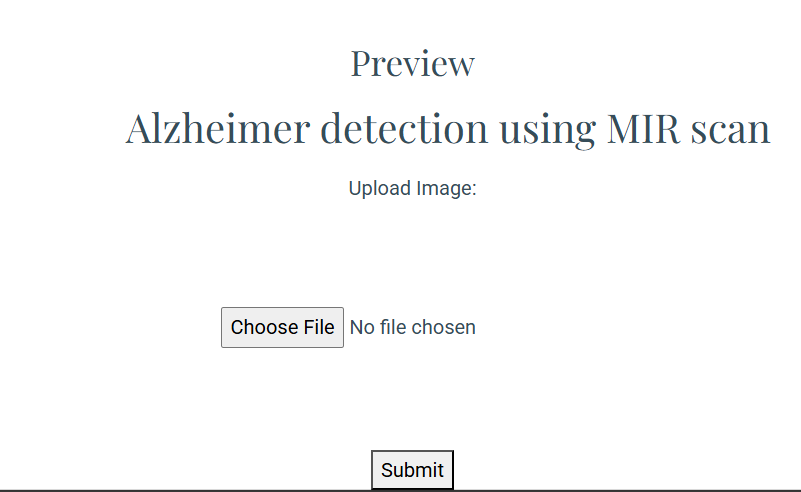 Preview
Alzheimer detection using MIR scan
Upload Image:
Choose File No file chosen
Submit